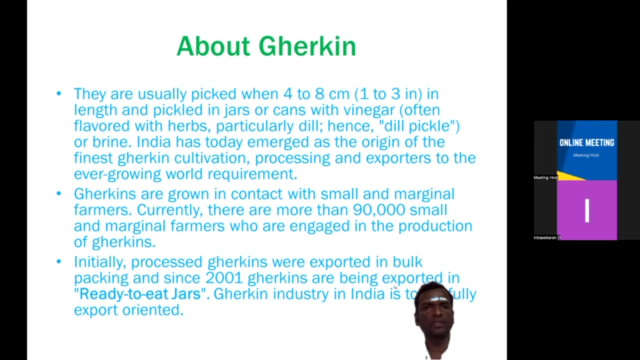 About Gherkin
• They are usually picked when 4 to 8 cm (1 to 3 in) in
length and pickled in jars or cans with vinegar (often
flavored with herbs, particularly dill; hence, "dill pickle")
or brine. India has today emerged as the origin of the
finest gherkin cultivation, processing and exporters to the
ever-growing world requirement.
• Gherkins are grown in contact with small and marginal
farmers. Currently, there are more than 90,000 small
and marginal farmers who are engaged in the production
of gherkins.
• Initially, processed gherkins were exported in bulk
packing and since 2001 gherkins are being exported in
"Ready-to-eat Jars". Gherkin industry in India is fully
export oriented.
ONLINE MEETING
Meeting Host
Meeting Host
I